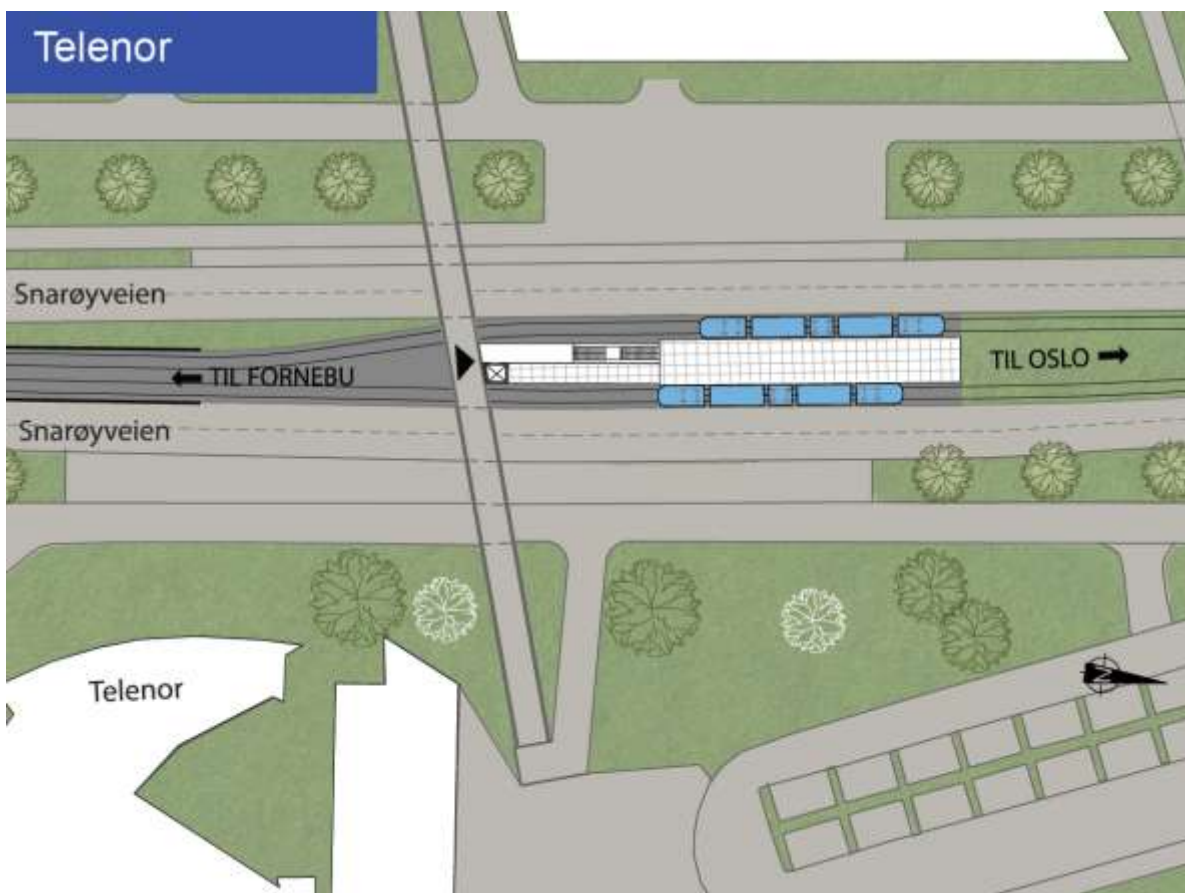 Telenor
Snarøyveien
TIL OSLO
TIL FORNEBU
Snarøyveien
Telenor
N